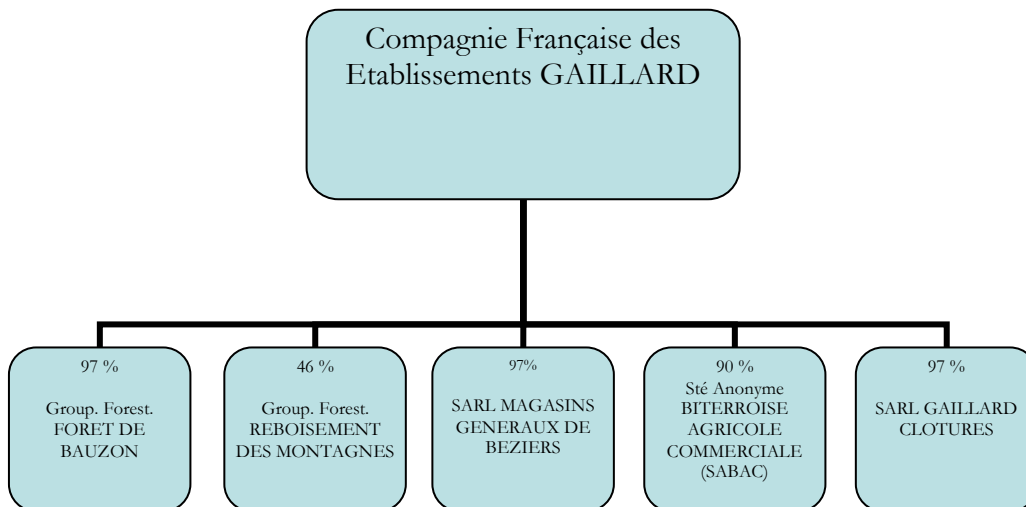 Compagnie Française des
Etablissements GAILLARD
97 %
Group. Forest.
FORET DE
BAUZON
46 %
Group. Forest.
REBOISEMENT
DES MONTAGNES
97%
SARL MAGASINS
GENERAUX DE
BEZIERS
90 %
Sté Anonyme
BITERROISE
AGRICOLE
COMMERCIALE
(SABAC)
97 %
SARL GAILLARD
CLOTURES